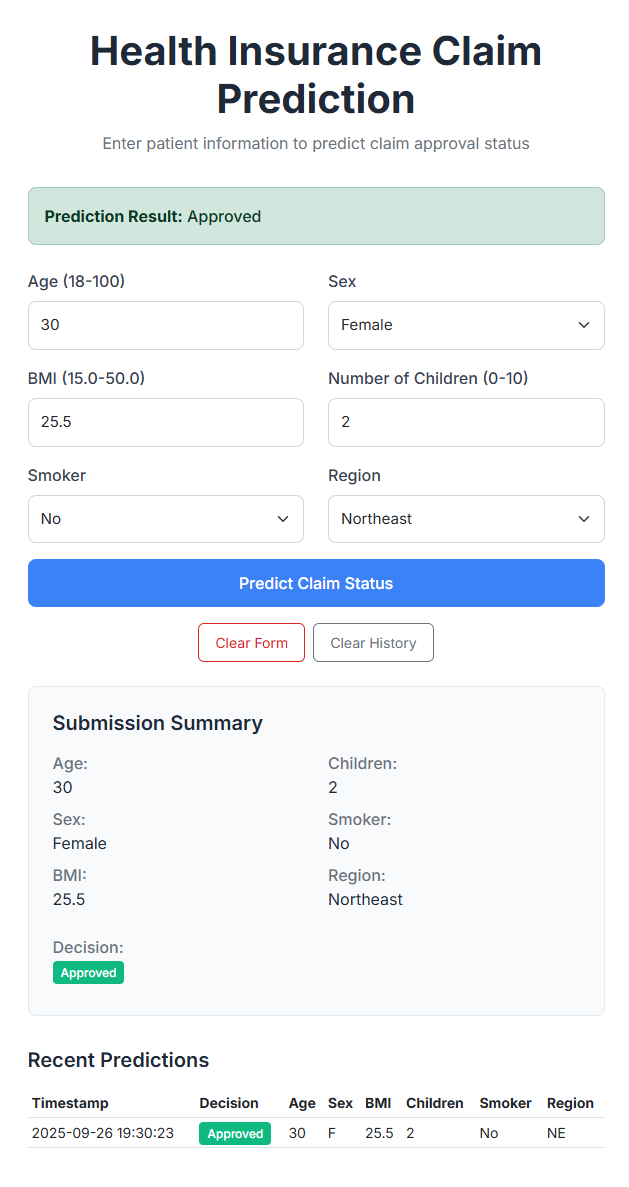 Health Insurance Claim
Prediction
Enter patient information to predict claim approval status
Prediction Result: Approved
Age (18-100)
Sex
30
Female
BMI (15.0-50.0)
Number of Children (0-10)
25.5
2
Smoker
Region
No
Northeast
Predict Claim Status
Clear Form
Clear History
Submission Summary
Age:
30
Children:
2
Sex:
Female
Smoker:
No
BMI:
25.5
Region:
Northeast
Decision:
Approved
Recent Predictions
Timestamp Decision Age Sex BMI Children Smoker Region
2025-09-26 19:30:23 Approved 30 F 25.5 2 No NE